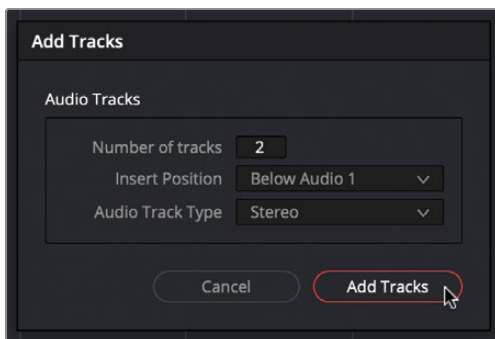 Add Tracks
Audio Tracks
Number of tracks 2
Insert Position Below Audio 1
Audio Track Type Stereo
Cancel Add Tracks